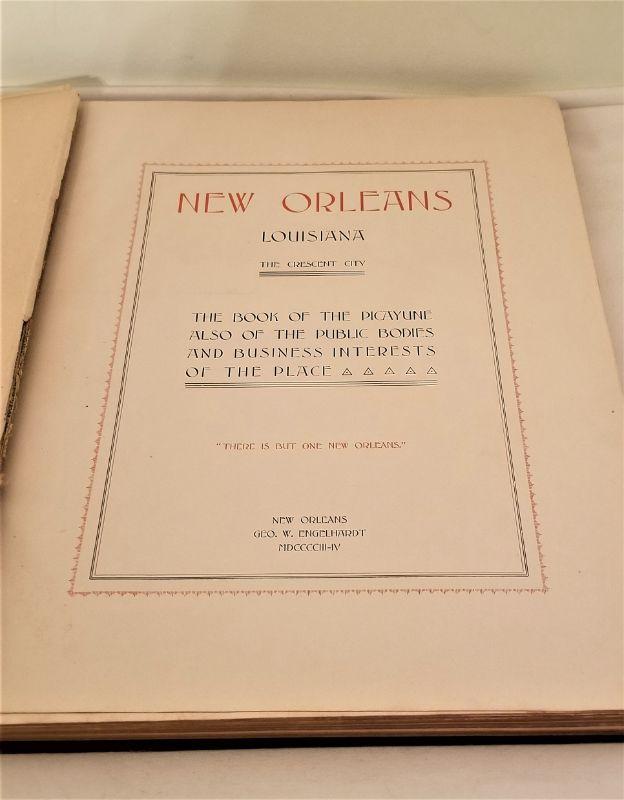 NEW ORLEANS
LOUISIANA
THE CRESCENT CITY
THE BOOK OF THE PICAYUNE
ALSO OF THE PUBLIC BODIES
AND BUSINESS INTERESTS
OF THE PLACE
"THERE IS BUT ONE NEW ORLEANS."
NEW ORLEANS
GEO. W. ENGELHARDT
MDCCCCIII-IV